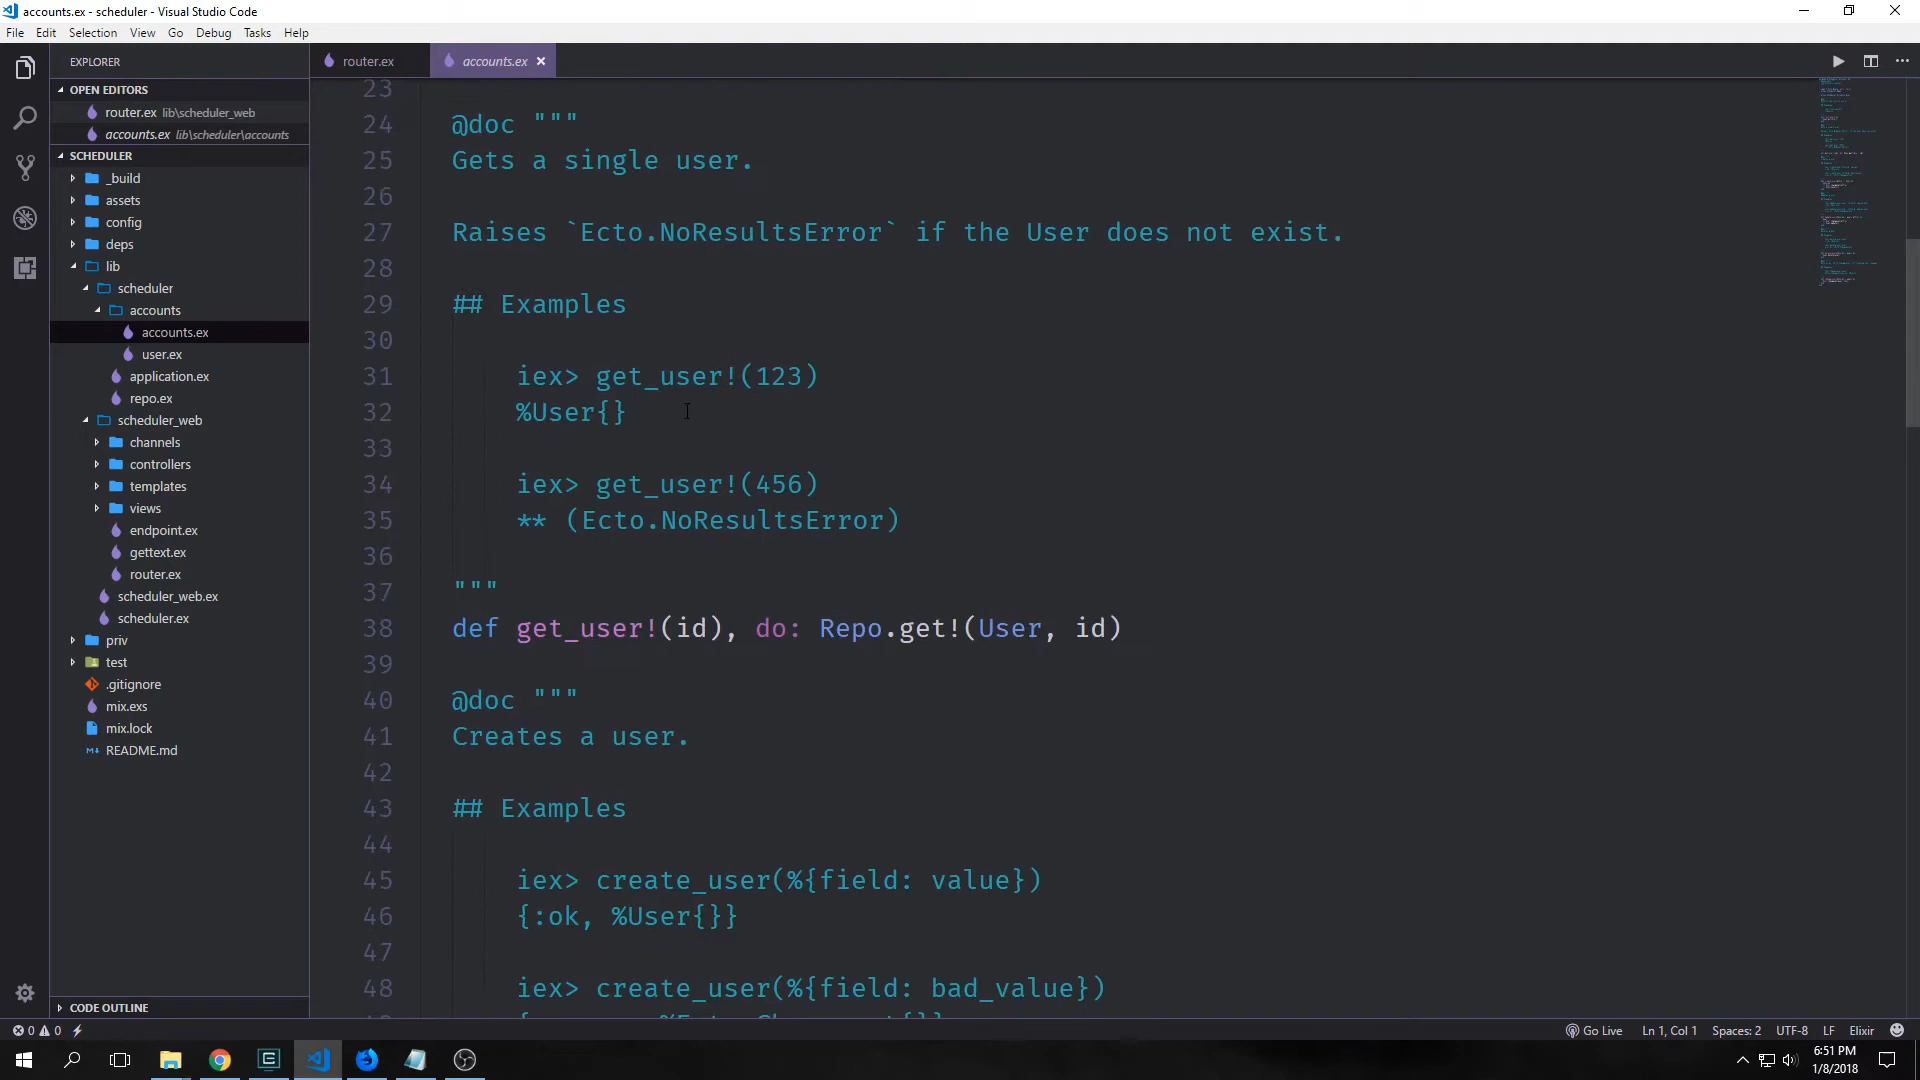 accounts.ex - scheduler - Visual Studio Code
File Edit Selection View Go Debug Tasks Help
EXPLORER
OPEN EDITORS
router.ex lib\scheduler_web
accounts.ex lib\scheduler\accounts
SCHEDULER
_build
assets
config
deps
lib
scheduler
accounts
accounts.ex
user.ex
application.ex
repo.ex
scheduler_web
channels
controllers
templates
views
endpoint.ex
gettext.ex
router.ex
scheduler_web.ex
scheduler.ex
priv
test
.gitignore
mix.exs
mix.lock
README.md
CODE OUTLINE
router.ex accounts.ex
23
24 @doc """
25 Gets a single user.
26
27 Raises `Ecto.NoResultsError` if the User does not exist.
28
29 ## Examples
30
31 iex> get_user!(123)
32 %User{}
33
34 iex> get_user!(456)
35 ** (Ecto.NoResultsError)
36
37 """
38 def get_user!(id), do: Repo.get!(User, id)
39
40 @doc """
41 Creates a user.
42
43 ## Examples
44
45 iex> create_user(%{field: value})
46 {:ok, %User{}}
47
48 iex> create_user(%{field: bad_value})
0 0
Go Live Ln 1, Col 1 Spaces: 2 UTF-8 LF Elixir
6:51 PM
1/8/2018